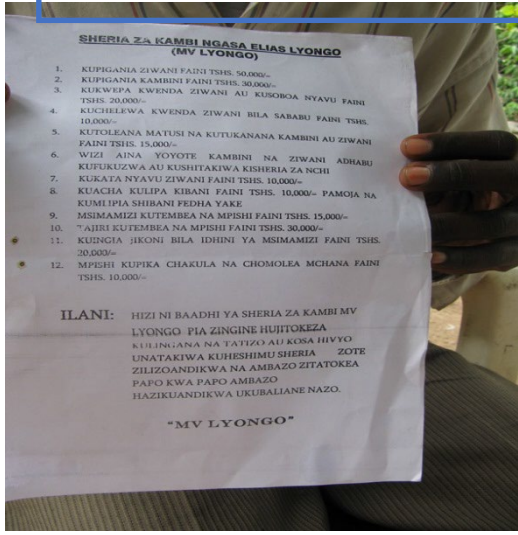 SHERIA ZA KAMBI NGASA ELIAS LYONGO
(MV LYONGO)
1. KUPIGANIA ZIWANI FAINI TSHS. 50,000/=
2. KUPIGANA KAMBINI FAINI TSHS. 30,000/=
3. KUKWEPA KWENDA ZIWANI AU KUSOBOA NYAVU FAINI
TSHS. 20,000/=
4. KUCHELEWA KWENDA ZIWANI BILA SABABU FAINI TSHS.
10,000/=
5. KUTOLEANA MATUSI NA KUTUKANANA KAMBINI AU ZIWANI
FAINI TSHS. 15,000/=
6. WIZI AINA YOYOTE KAMBINI NA ZIWANI ADHABU
KUFUKUZWA AU KUSHITAKIWA KISHERIA ZA NCHI
7. KUKATA NYAVU ZIWANI FAINI TSHS. 10,000/=
8. KUACHA KULIPA KIBANI FAINI TSHS. 10,000/= PAMOJA NA
KUMLIPIA SHIBANI FEDHA YAKE
9. MSIMAMIZI KUTEMBEA NA MPISHI FAINI TSHS. 15,000/=
10. TAJIRI KUTEMBEA NA MPISHI FAINI TSHS. 30,000/=
11. KUINGIA JIKONI BILA IDHINI YA MSIMAMIZI FAINI TSHS.
20,000/=
12. MPISHI KUPIKA CHAKULA NA CHOMOLEA MCHANA FAINI
TSHS. 10,000/=
ILANI: HIZI NI BAADHI YA SHERIA ZA KAMBI MV
LYONGO PIA ZINGINE HUJITOKEZA
KULINGANA NA TATIZO AU KOSA HIVYO
UNATAKIWA KUHESHIMU SHERIA ZOTE
ZILIZOANDIKWA NA AMBAZO ZITATOKEA
PAPO KWA PAPO AMBAZO
HAZIKUANDIKWA UKUBALIANE NAZO.
"MV LYONGO"